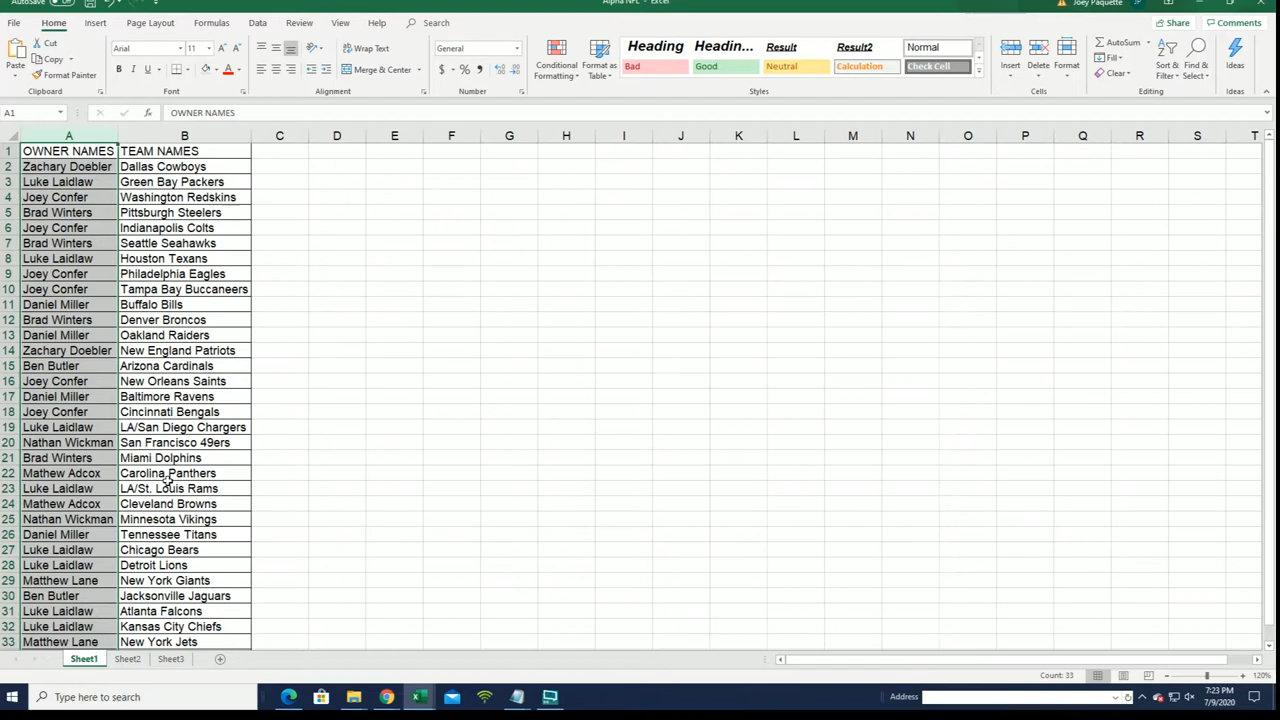 AutoSave Off Alpha NFL - Excel Joey Paquette JP
File Home Insert Page Layout Formulas Data Review View Help Search Share Comments
Cut
Copy
Format Painter
Paste
Clipboard
Arial 11
B I U
Font
Wrap Text
Merge & Center
Alignment
General
$ % ,
Number
Conditional Formatting
Format as Table
Heading Headin... Result Result2 Normal
Bad Good Neutral Calculation Check Cell
Styles
Insert Delete Format
Cells
AutoSum
Fill
Clear
Sort & Filter
Find & Select
Editing
Ideas
Ideas
A1 fx OWNER NAMES
A B C D E F G H I J K L M N O P Q R S T
1 OWNER NAMES TEAM NAMES
2 Zachary Doebler Dallas Cowboys
3 Luke Laidlaw Green Bay Packers
4 Joey Confer Washington Redskins
5 Brad Winters Pittsburgh Steelers
6 Joey Confer Indianapolis Colts
7 Brad Winters Seattle Seahawks
8 Luke Laidlaw Houston Texans
9 Joey Confer Philadelphia Eagles
10 Joey Confer Tampa Bay Buccaneers
11 Daniel Miller Buffalo Bills
12 Brad Winters Denver Broncos
13 Daniel Miller Oakland Raiders
14 Zachary Doebler New England Patriots
15 Ben Butler Arizona Cardinals
16 Joey Confer New Orleans Saints
17 Daniel Miller Baltimore Ravens
18 Joey Confer Cincinnati Bengals
19 Luke Laidlaw LA/San Diego Chargers
20 Nathan Wickman San Francisco 49ers
21 Brad Winters Miami Dolphins
22 Mathew Adcox Carolina Panthers
23 Luke Laidlaw LA/St. Louis Rams
24 Mathew Adcox Cleveland Browns
25 Nathan Wickman Minnesota Vikings
26 Daniel Miller Tennessee Titans
27 Luke Laidlaw Chicago Bears
28 Luke Laidlaw Detroit Lions
29 Matthew Lane New York Giants
30 Ben Butler Jacksonville Jaguars
31 Luke Laidlaw Atlanta Falcons
32 Luke Laidlaw Kansas City Chiefs
33 Matthew Lane New York Jets
Sheet1 Sheet2 Sheet3
Count: 33 120%
Type here to search Address 7:23 PM
7/9/2020